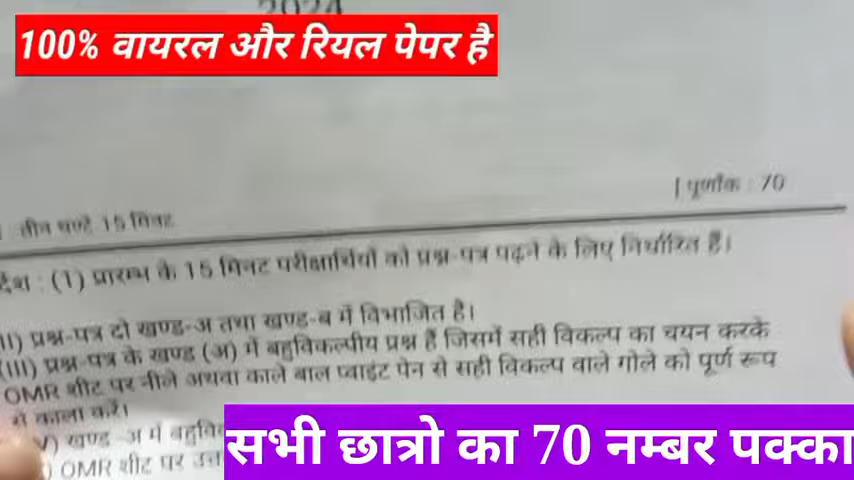 2024
100% वायरल और रियल पेपर है
[ पूर्णांक : 70
: तीन घण्टे 15 मिनट
र्देश : (1) प्रारम्भ के 15 मिनट परीक्षार्थियों को प्रश्न-पत्र पढ़ने के लिए निर्धारित हैं।
II) प्रश्न-पत्र दो खण्ड-अ तथा खण्ड-ब में विभाजित है।
(III) प्रश्न-पत्र के खण्ड (अ) में बहुविकल्पीय प्रश्न हैं जिसमें सही विकल्प का चयन करके
OMR शीट पर नीले अथवा काले बाल प्वाइंट पेन से सही विकल्प वाले गोले को पूर्ण रूप
से काला करें।
V) खण्ड -अ में बहुवि
) OMR शीट पर उत्त
सभी छात्रो का 70 नम्बर पक्का